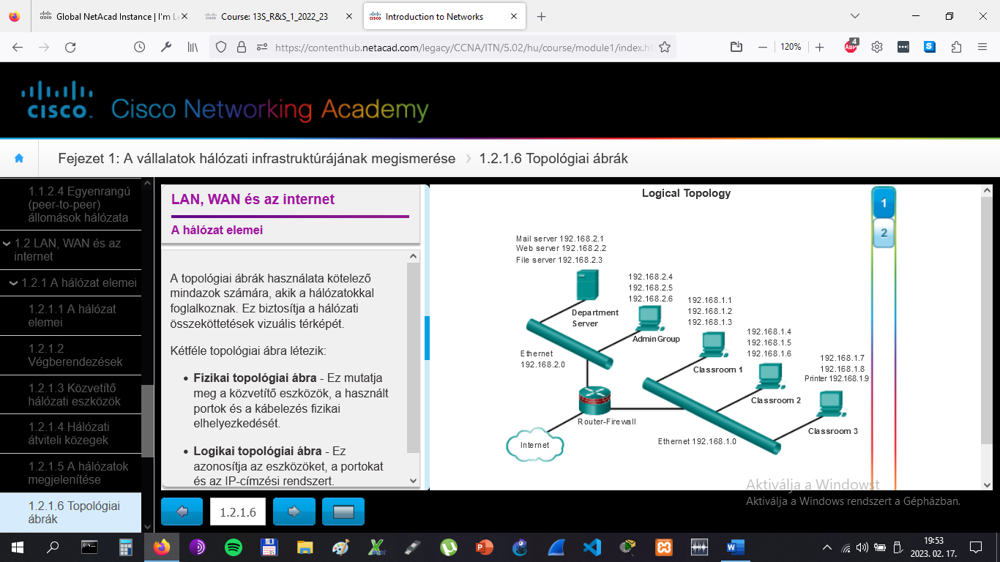 Global NetAcad Instance | I'm Le
Course: 13S_R&S_1_2022_23
Introduction to Networks
https://contenthub.netacad.com/legacy/CCNA/ITN/5.02/hu/course/module1/index.ht
120%
ABP
4
S
CISCO
Cisco Networking Academy
Fejezet 1: A vállalatok hálózati infrastruktúrájának megismerése
1.2.1.6 Topológiai ábrák
1.1.2.4 Egyenrangú
(peer-to-peer)
állomások hálózata
1.2 LAN, WAN és az
internet
1.2.1 A hálózat elemei
1.2.1.1 A hálózat
elemei
1.2.1.2
Végberendezések
1.2.1.3 Közvetítő
hálózati eszközök
1.2.1.4 Hálózati
átviteli közegek
1.2.1.5 A hálózatok
megjelenítése
1.2.1.6 Topológiai
ábrák
LAN, WAN és az internet
A hálózat elemei
A topológiai ábrák használata kötelező
mindazok számára, akik a hálózatokkal
foglalkoznak. Ez biztosítja a hálózati
összeköttetések vizuális térképét.
Kétféle topológiai ábra létezik:
• Fizikai topológiai ábra - Ez mutatja
meg a közvetítő eszközök, a használt
portok és a kábelezés fizikai
elhelyezkedését.
• Logikai topológiai ábra - Ez
azonosítja az eszközöket, a portokat
és az IP-címzési rendszert.
1.2.1.6
Logical Topology
1
2
Mail server 192.168.2.1
Web server 192.168.2.2
File server 192.168.2.3
Department
Server
192.168.2.4
192.168.2.5
192.168.2.6
Admin Group
Ethernet
192.168.2.0
192.168.1.1
192.168.1.2
192.168.1.3
Classroom 1
192.168.1.4
192.168.1.5
192.168.1.6
Classroom 2
192.168.1.7
192.168.1.8
Printer 192.168.1.9
Classroom 3
Router-Firewall
Internet
Ethernet 192.168.1.0
Aktiválja a Windowst
Aktiválja a Windows rendszert a Gépházban.
19:53
2023. 02. 17.